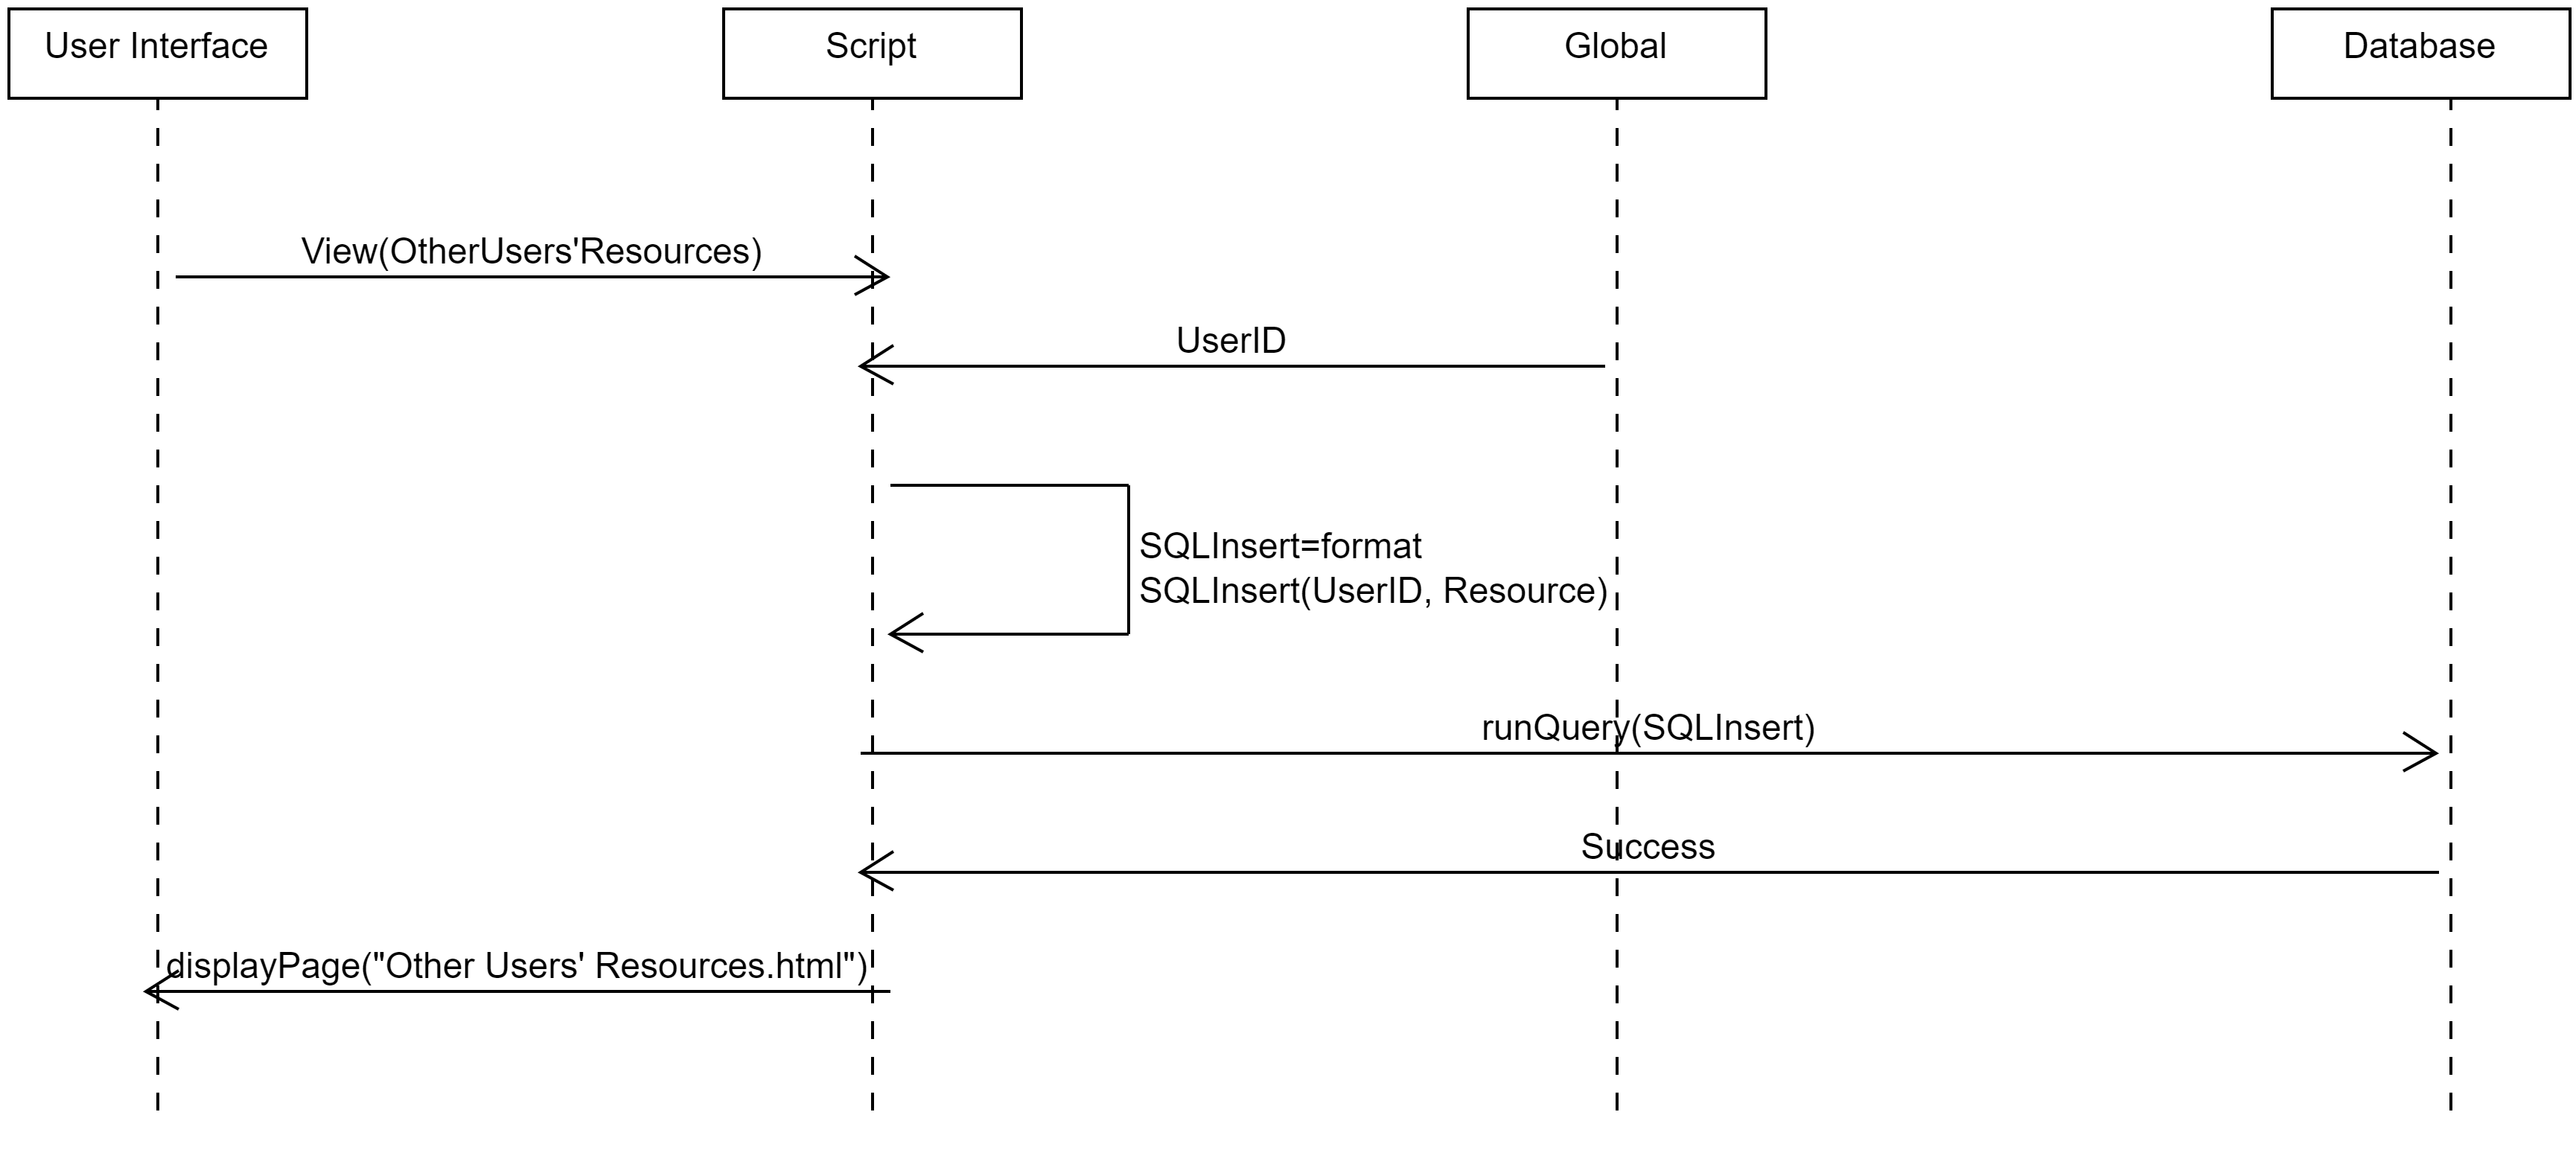 User Interface
Script
Global
Database
View(OtherUsers'Resources)
UserID
SQLInsert=format
SQLInsert(UserID, Resource)
runQuery(SQLInsert)
Success
displayPage("Other Users' Resources.html")